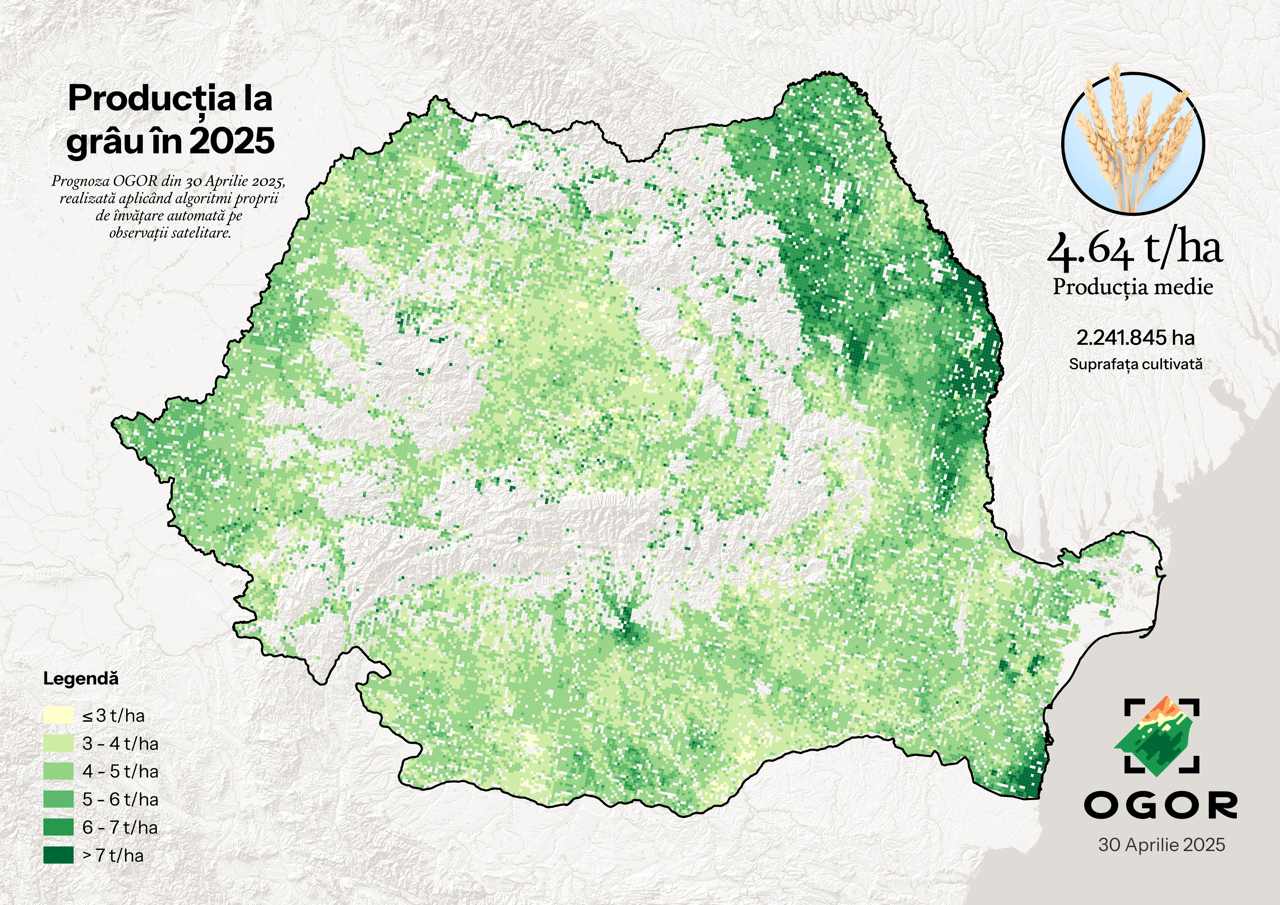 Producția la
grâu în 2025
Prognoza OGOR din 30 Aprilie 2025,
realizată aplicând algoritmi proprii
de învățare automată pe
observații satelitare.
4.64 t/ha
Producția medie
2.241.845 ha
Suprafața cultivată
Legendă
≤ 3 t/ha
3 - 4 t/ha
4 - 5 t/ha
5 - 6 t/ha
6 - 7 t/ha
> 7 t/ha
OGOR
30 Aprilie 2025